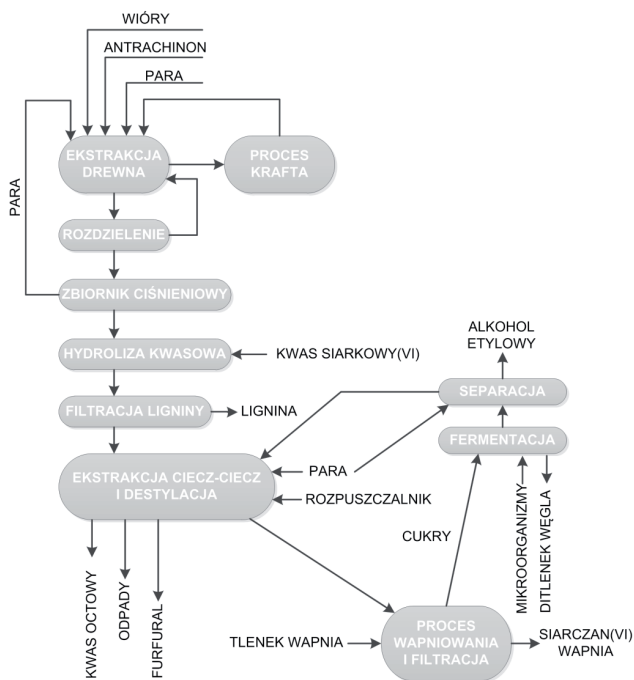 WIÓRY
ANTRACHINON
PARA
EKSTRAKCJA
DREWNA
PROCES
KRAFTA
PARA
ROZDZIELENIE
ZBIORNIK CIŚNIENIOWY
HYDROLIZA KWASOWA
KWAS SIARKOWY(VI)
ALKOHOL
ETYLOWY
SEPARACJA
FILTRACJA LIGNINY
LIGNINA
FERMENTACJA
EKSTRAKCJA CIECZ-CIECZ
I DESTYLACJA
PARA
ROZPUSZCZALNIK
CUKRY
MIKROORGANIZMY
DITLENEK WĘGLA
KWAS OCTOWY
ODPADY
FURFURAL
TLENEK WAPNIA
PROCES
WAPNIOWANIA
I FILTRACJA
SIARCZAN(VI)
WAPNIA